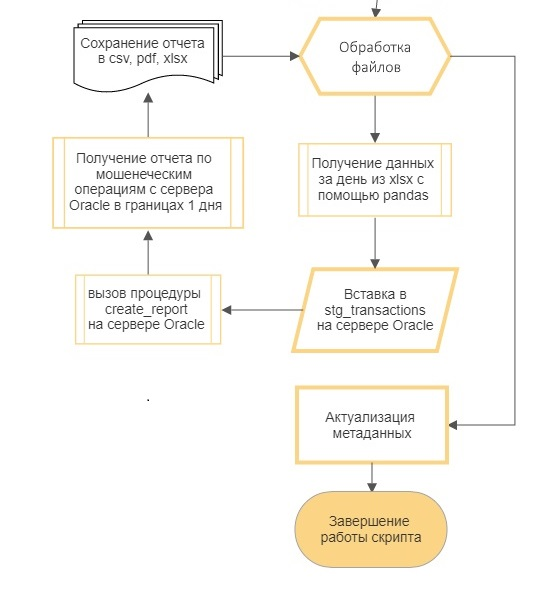 Сохранение отчета
в csv, pdf, xlsx
Обработка
файлов
Получение отчета по
мошенеческим
операциям с сервера
Oracle в границах 1 дня
Получение данных
за день из xlsx с
помощью pandas
вызов процедуры
create_report
на сервере Oracle
Вставка в
stg_transactions
на сервере Oracle
.
Актуализация
метаданных
Завершение
работы скрипта